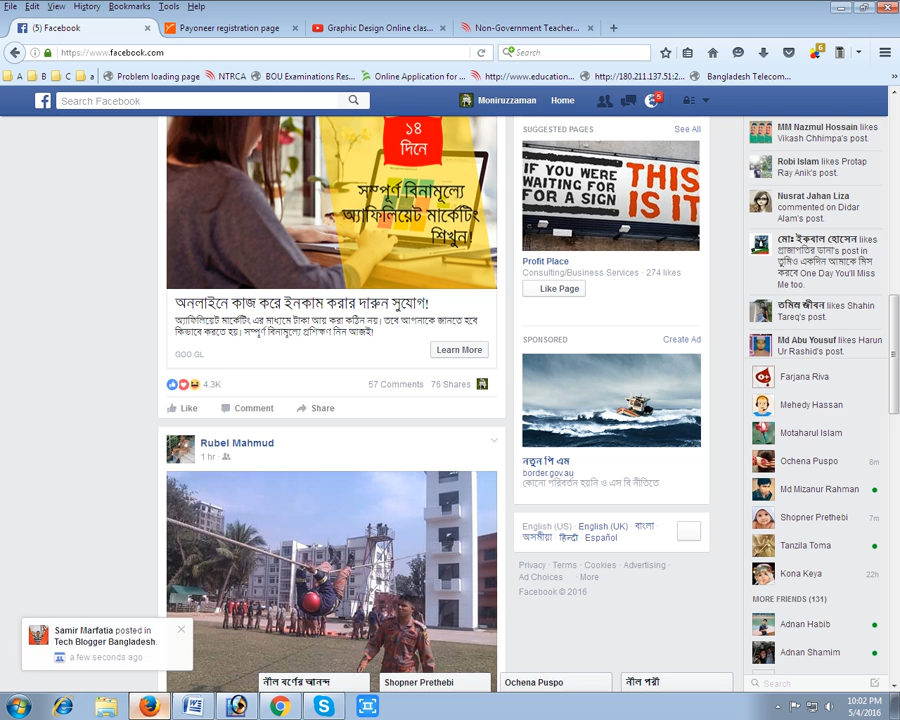 File Edit View History Bookmarks Tools Help
(5) Facebook
Payoneer registration page
Graphic Design Online clas...
Non-Government Teacher...
https://www.facebook.com
Search
6
A B C a Problem loading page NTRCA BOU Examinations Res... Online Application for ... http://www.education... http://180.211.137.51:2... Bangladesh Telecom...
Search Facebook
Moniruzzaman Home
5
১৪
দিনে
সম্পূর্ণ বিনামূল্যে
অ্যাফিলিয়েট মার্কেটিং
শিখুন!
অনলাইনে কাজ করে ইনকাম করার দারুন সুযোগ!
অ্যাফিলিয়েট মার্কেটিং এর মাধ্যমে টাকা আয় করা কঠিন নয়। তবে আপনাকে জানতে হবে
কিভাবে করতে হয়। সম্পূর্ণ বিনামূল্যে প্রশিক্ষণ নিন আজই!
GOO.GL
Learn More
4.3K
57 Comments 76 Shares
Like Comment Share
Rubel Mahmud
1 hr
SUGGESTED PAGES See All
IF YOU WERE
WAITING FOR
FOR A SIGN
THIS
IS IT
Profit Place
Consulting/Business Services · 274 likes
Like Page
SPONSORED Create Ad
নতুন পি এম
border.gov.au
কোনো পরিবর্তন হয়নি ও এস বি নীতিতে
English (US) · English (UK) · বাংলা ·
অসমীয়া · हिन्दी · Español
Privacy · Terms · Cookies · Advertising ·
Ad Choices · More
Facebook © 2016
MM Nazmul Hossain likes
Vikash Chhimpa's post.
Robi Islam likes Protap
Ray Anik's post.
Nusrat Jahan Liza
commented on Didar
Alam's post.
মোঃ ইকবাল হোসেন likes
প্রাজাপতির ডানা's post in
তুমিও একদিন আমাকে মিস
করবে One Day You'll Miss
Me too.
তমিল জীবন likes Shahin
Tareq's post.
Md Abu Yousuf likes Harun
Ur Rashid's post.
Farjana Riva
Mehedy Hassan
Motaharul Islam
Ochena Puspo 8m
Md Mizanur Rahman
Shopner Prethebi 7m
Tanzila Toma
Kona Keya 22h
MORE FRIENDS (131)
Adnan Habib
Adnan Shamim
Search
Samir Marfatia posted in
Tech Blogger Bangladesh.
a few seconds ago
নীল বর্ণের আনন্দ
Shopner Prethebi
Ochena Puspo
নীল পরী
10:02 PM
5/4/2016